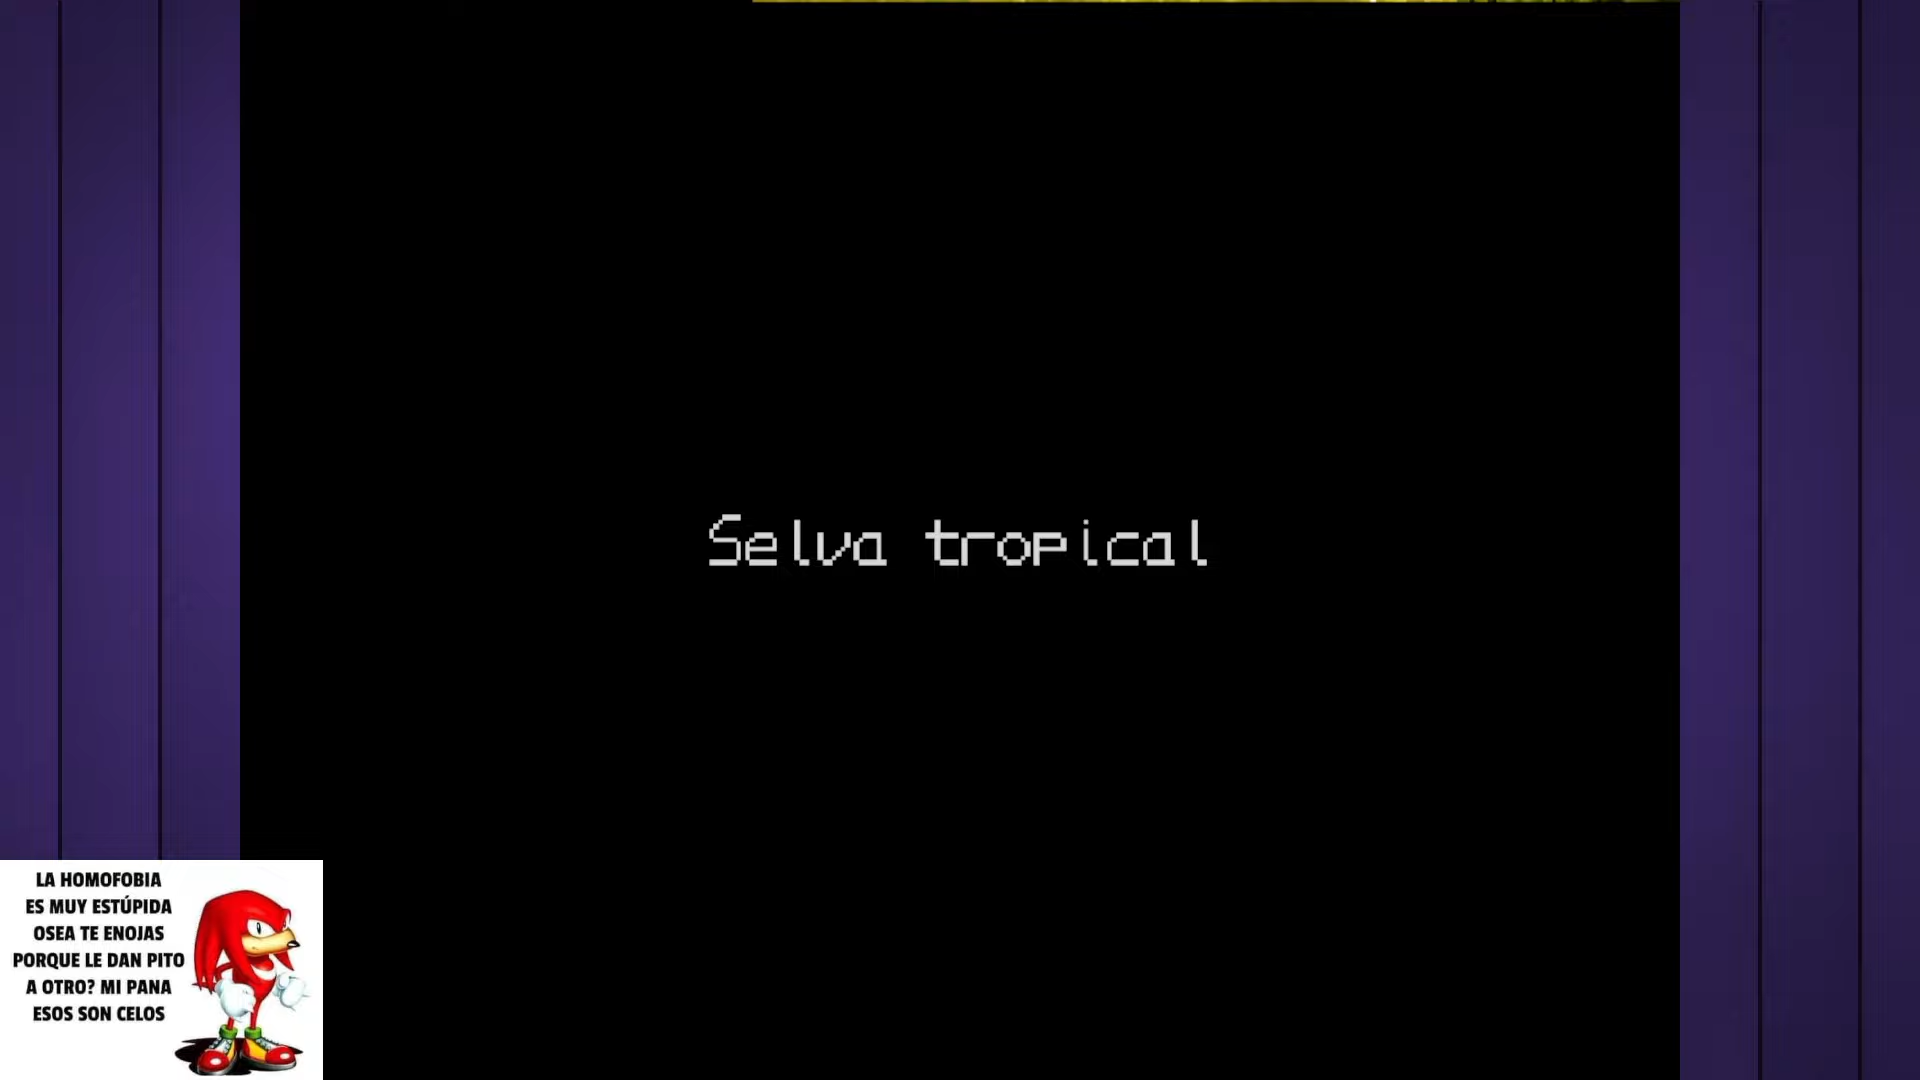 Selva tropical
LA HOMOFOBIA
ES MUY ESTÚPIDA
OSEA TE ENOJAS
PORQUE LE DAN PITO
A OTRO? MI PANA
ESOS SON CELOS